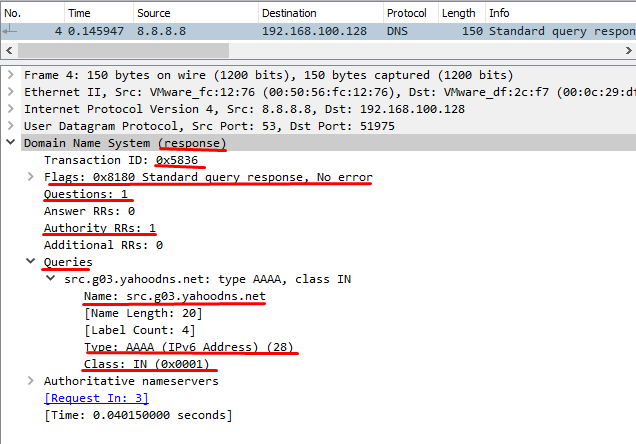 No. Time Source Destination Protocol Length Info
4 0.145947 8.8.8.8 192.168.100.128 DNS 150 Standard query respon
Frame 4: 150 bytes on wire (1200 bits), 150 bytes captured (1200 bits)
Ethernet II, Src: VMware_fc:12:76 (00:50:56:fc:12:76), Dst: VMware_df:2c:f7 (00:0c:29:df
Internet Protocol Version 4, Src: 8.8.8.8, Dst: 192.168.100.128
User Datagram Protocol, Src Port: 53, Dst Port: 51975
Domain Name System (response)
Transaction ID: 0x5836
Flags: 0x8180 Standard query response, No error
Questions: 1
Answer RRs: 0
Authority RRs: 1
Additional RRs: 0
Queries
src.g03.yahoodns.net: type AAAA, class IN
Name: src.g03.yahoodns.net
[Name Length: 20]
[Label Count: 4]
Type: AAAA (IPv6 Address) (28)
Class: IN (0x0001)
Authoritative nameservers
[Request In: 3]
[Time: 0.040150000 seconds]